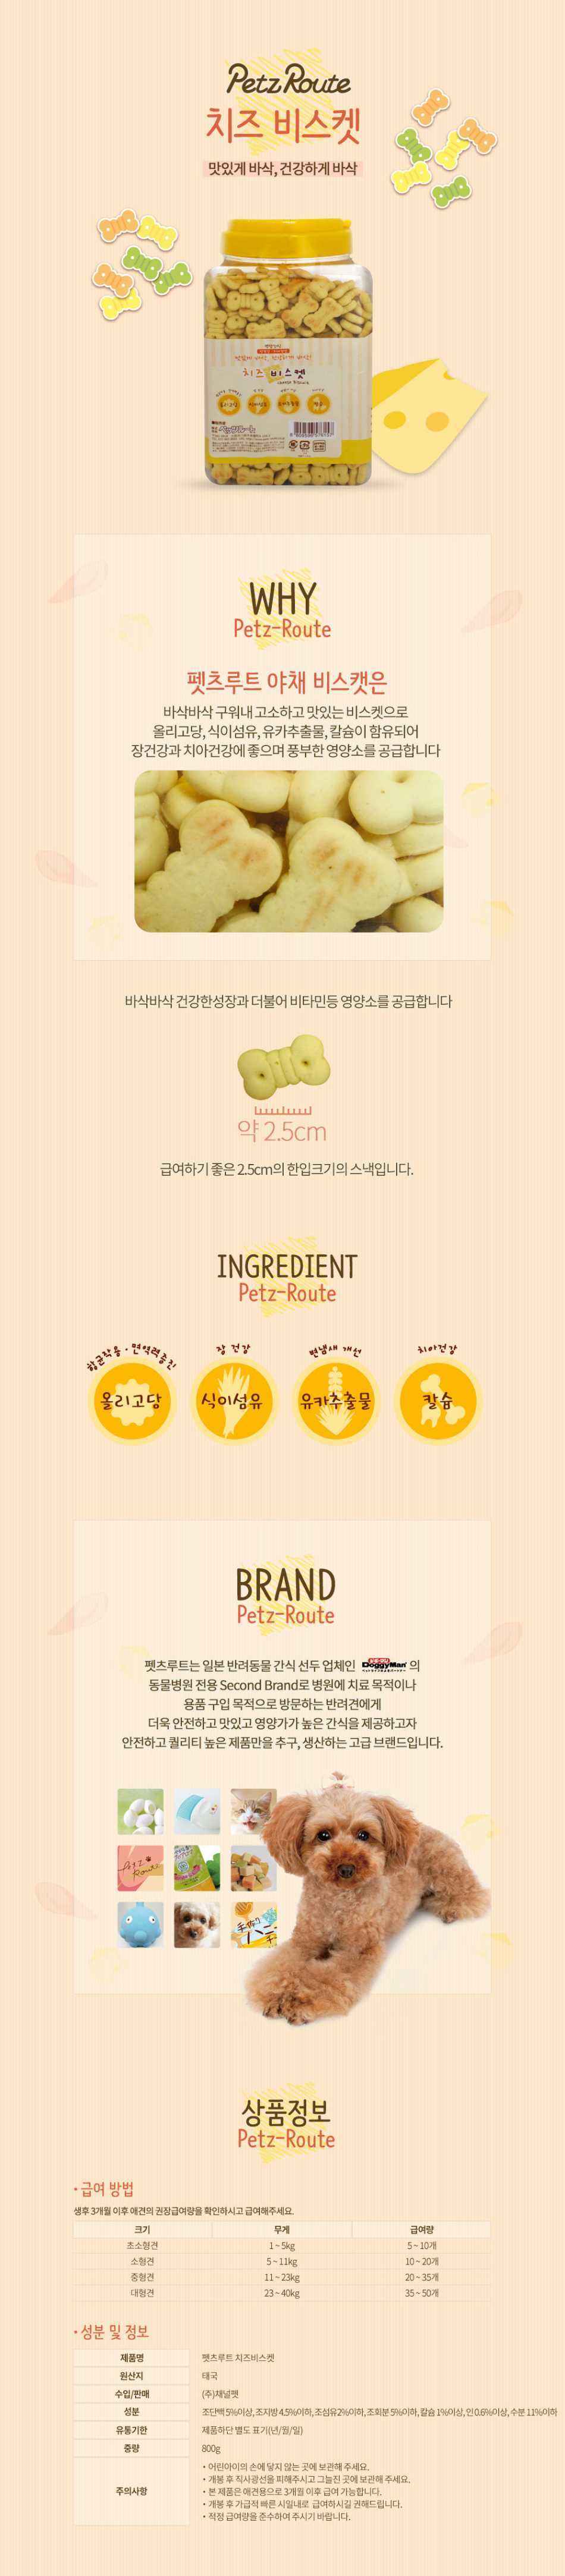 Petz Route
치즈 비스켓
맛있게 바삭, 건강하게 바삭
치즈 비스켓
WHY
Petz-Route
펫츠루트 야채 비스캣은
바삭바삭 구워내 고소하고 맛있는 비스켓으로
올리고당, 식이섬유, 유카추출물, 칼슘이 함유되어
장건강과 치아건강에 좋으며 풍부한 영양소를 공급합니다
바삭바삭 건강한성장과 더불어 비타민등 영양소를 공급합니다
약 2.5cm
급여하기 좋은 2.5cm의 한입크기의 스낵입니다.
INGREDIENT
Petz-Route
항균작용·면역력증진 장 건강 변냄새 개선 치아건강
올리고당 식이섬유 유카추출물 칼슘
BRAND
Petz-Route
펫츠루트는 일본 반려동물 간식 선두 업체인 DoggyMan 의
동물병원 전용 Second Brand로 병원에 치료 목적이나
용품 구입 목적으로 방문하는 반려견에게
더욱 안전하고 맛있고 영양가가 높은 간식을 제공하고자
안전하고 퀄리티 높은 제품만을 추구, 생산하는 고급 브랜드입니다.
Petz Route
상품정보
Petz-Route
• 급여 방법
생후 3개월 이후 애견의 권장급여량을 확인하시고 급여해주세요.
크기 무게 급여량
초소형견 1 ~ 5kg 5 ~ 10개
소형견 5 ~ 11kg 10 ~ 20개
중형견 11 ~ 23kg 20 ~ 35개
대형견 23 ~ 40kg 35 ~ 50개
• 성분 및 정보
제품명 펫츠루트 치즈비스켓
원산지 태국
수입/판매 (주)채널펫
성분 조단백 5%이상, 조지방 4.5%이하, 조섬유2%이하, 조회분 5%이하, 칼슘 1%이상, 인 0.6%이상, 수분 11%이하
유통기한 제품하단 별도 표기(년/월/일)
중량 800g
주의사항
• 어린아이의 손에 닿지 않는 곳에 보관해 주세요.
• 개봉 후 직사광선을 피해주시고 그늘진 곳에 보관해 주세요.
• 본 제품은 애견용으로 3개월 이후 급여 가능합니다.
• 개봉 후 가급적 빠른 시일내로 급여하시길 권해드립니다.
• 적정 급여량을 준수하여 주시기 바랍니다.